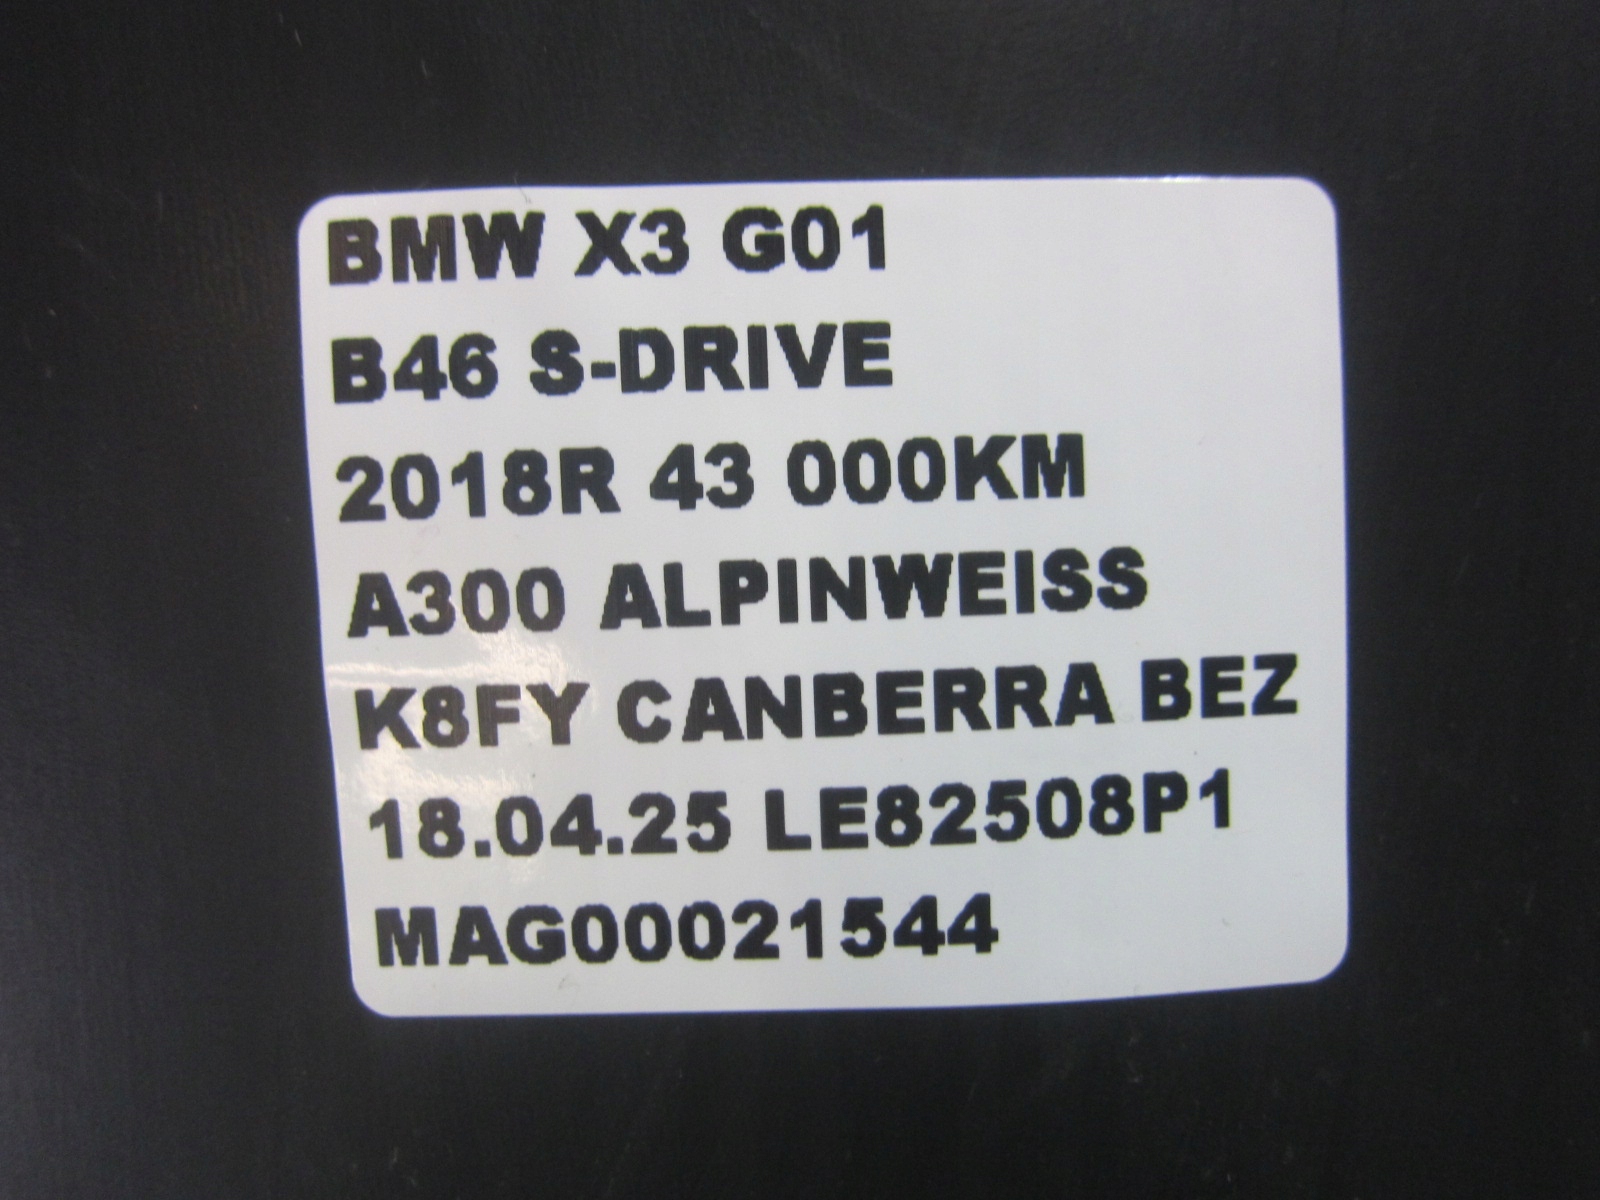 BMW X3 G01
B46 S-DRIVE
2018R 43 000KM
A300 ALPINWEISS
K8FY CANBERRA BEZ
18.04.25 LE82508P1
MAG00021544